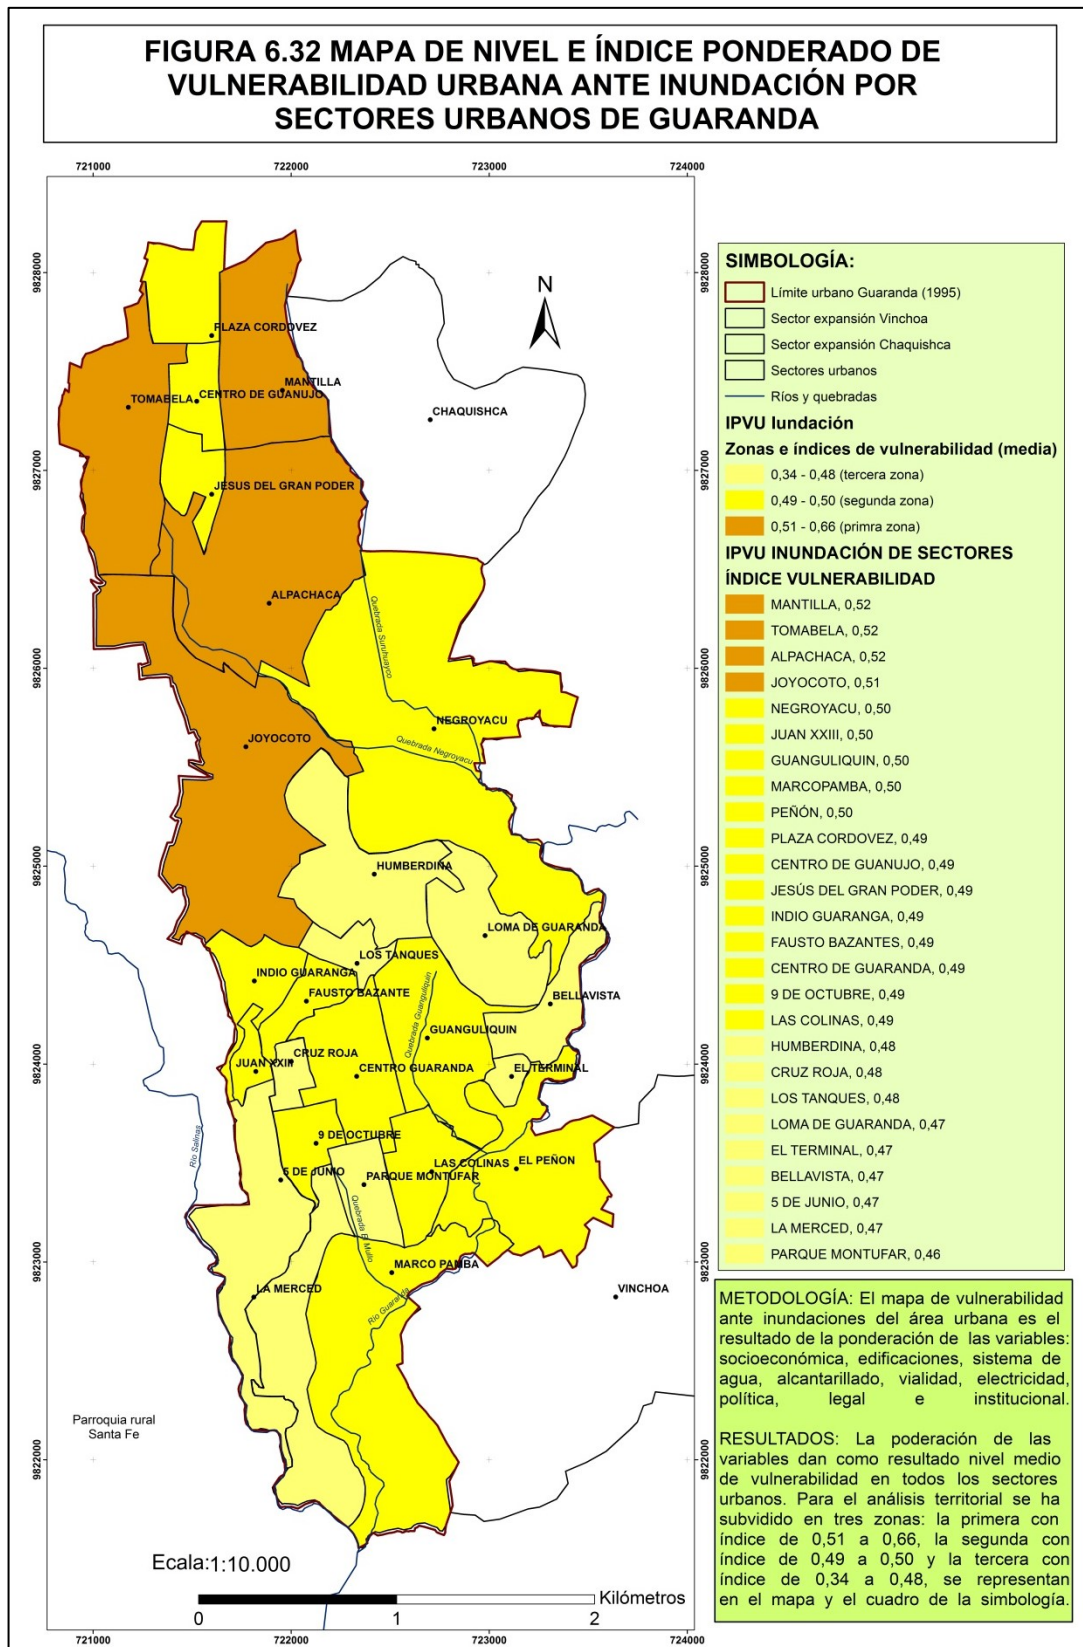 FIGURA 6.32 MAPA DE NIVEL E ÍNDICE PONDERADO DE
VULNERABILIDAD URBANA ANTE INUNDACIÓN POR
SECTORES URBANOS DE GUARANDA
721000
722000
723000
724000
9828000
9828000
9827000
9827000
9826000
9826000
9825000
9825000
9824000
9824000
9823000
9823000
9822000
9822000
N
PLAZA CORDOVEZ
MANTILLA
TOMABELA
CENTRO DE GUANUJO
CHAQUISHCA
JESUS DEL GRAN PODER
ALPACHACA
Quebrada Suruhuayco
NEGROYACU
JOYOCOTO
Quebrada Negroyacu
HUMBERDINA
LOMA DE GUARANDA
LOS TANQUES
INDIO GUARANGA
FAUSTO BAZANTE
BELLAVISTA
Quebrada Guanguliquin
GUANGULIQUIN
CRUZ ROJA
JUAN XXIII
CENTRO GUARANDA
EL TERMINAL
Río Salinas
9 DE OCTUBRE
LAS COLINAS
EL PEÑON
5 DE JUNIO
PARQUE MONTUFAR
Quebrada El Mullo
MARCO PAMBA
LA MERCED
VINCHOA
Río Guaranda
Parroquia rural
Santa Fe
Ecala:1:10.000
Kilómetros
0
1
2
721000
722000
723000
724000
SIMBOLOGÍA:
Límite urbano Guaranda (1995)
Sector expansión Vinchoa
Sector expansión Chaquishca
Sectores urbanos
Ríos y quebradas
IPVU Iundación
Zonas e índices de vulnerabilidad (media)
0,34 - 0,48 (tercera zona)
0,49 - 0,50 (segunda zona)
0,51 - 0,66 (primra zona)
IPVU INUNDACIÓN DE SECTORES
ÍNDICE VULNERABILIDAD
MANTILLA, 0,52
TOMABELA, 0,52
ALPACHACA, 0,52
JOYOCOTO, 0,51
NEGROYACU, 0,50
JUAN XXIII, 0,50
GUANGULIQUIN, 0,50
MARCOPAMBA, 0,50
PEÑÓN, 0,50
PLAZA CORDOVEZ, 0,49
CENTRO DE GUANUJO, 0,49
JESÚS DEL GRAN PODER, 0,49
INDIO GUARANGA, 0,49
FAUSTO BAZANTES, 0,49
CENTRO DE GUARANDA, 0,49
9 DE OCTUBRE, 0,49
LAS COLINAS, 0,49
HUMBERDINA, 0,48
CRUZ ROJA, 0,48
LOS TANQUES, 0,48
LOMA DE GUARANDA, 0,47
EL TERMINAL, 0,47
BELLAVISTA, 0,47
5 DE JUNIO, 0,47
LA MERCED, 0,47
PARQUE MONTUFAR, 0,46
METODOLOGÍA: El mapa de vulnerabilidad
ante inundaciones del área urbana es el
resultado de la ponderación de las variables:
socioeconómica, edificaciones, sistema de
agua, alcantarillado, vialidad, electricidad,
política, legal e institucional.
RESULTADOS: La poderación de las
variables dan como resultado nivel medio
de vulnerabilidad en todos los sectores
urbanos. Para el análisis territorial se ha
subvidido en tres zonas: la primera con
índice de 0,51 a 0,66, la segunda con
índice de 0,49 a 0,50 y la tercera con
índice de 0,34 a 0,48, se representan
en el mapa y el cuadro de la simbología.